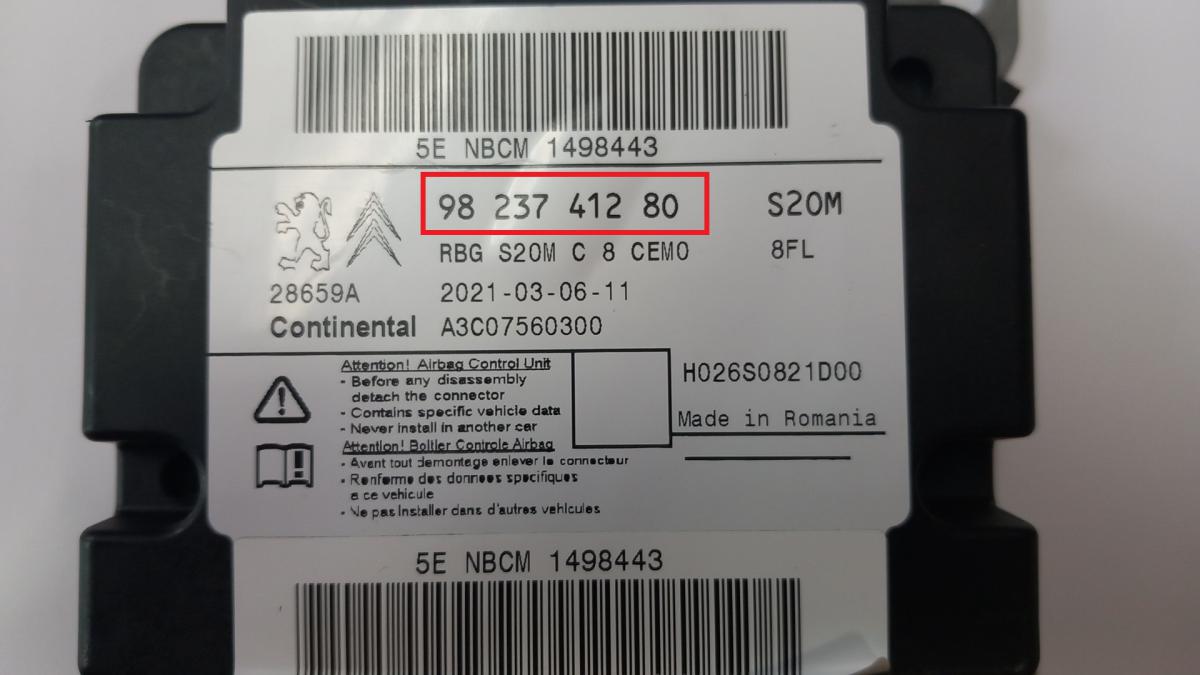 5E NBCM 1498443
98 237 412 80 S20M
RBG S20M C 8 CEMO 8FL
28659A 2021-03-06-11
Continental A3C07560300
Attention! Airbag Control Unit
- Before any disassembly
detach the connector
- Contains specific vehicle data
- Never install in another car
Attention! Boîtier Controle Airbag
- Avant tout demontage enlever le connecteur
- Renferme des donnees specifiques
a ce vehicule
- Ne pas installer dans d'autres vehicules
H026S0821D00
Made in Romania
5E NBCM 1498443